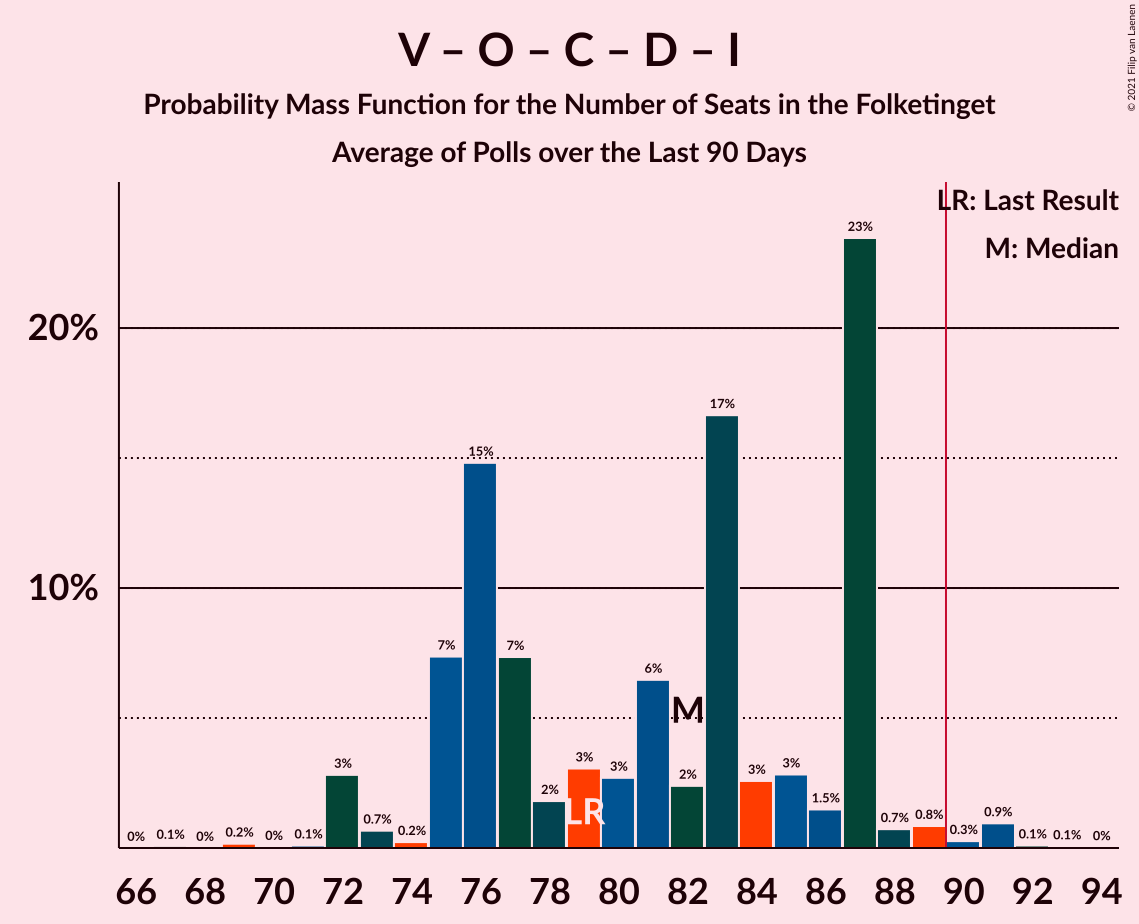 V – O – C – D – I
Probability Mass Function for the Number of Seats in the Folketinget
Average of Polls over the Last 90 Days
© 2021 Filip van Laenen
LR: Last Result
M: Median
23%
20%
17%
15%
10%
7%
7%
6%
M
3%
2%
3%
LR
3%
2%
3%
3%
1.5%
0% 0.1% 0% 0.2% 0% 0.1% 0.7% 0.2% 0.7% 0.8% 0.3% 0.9% 0.1% 0.1% 0%
66 68 70 72 74 76 78 80 82 84 86 88 90 92 94